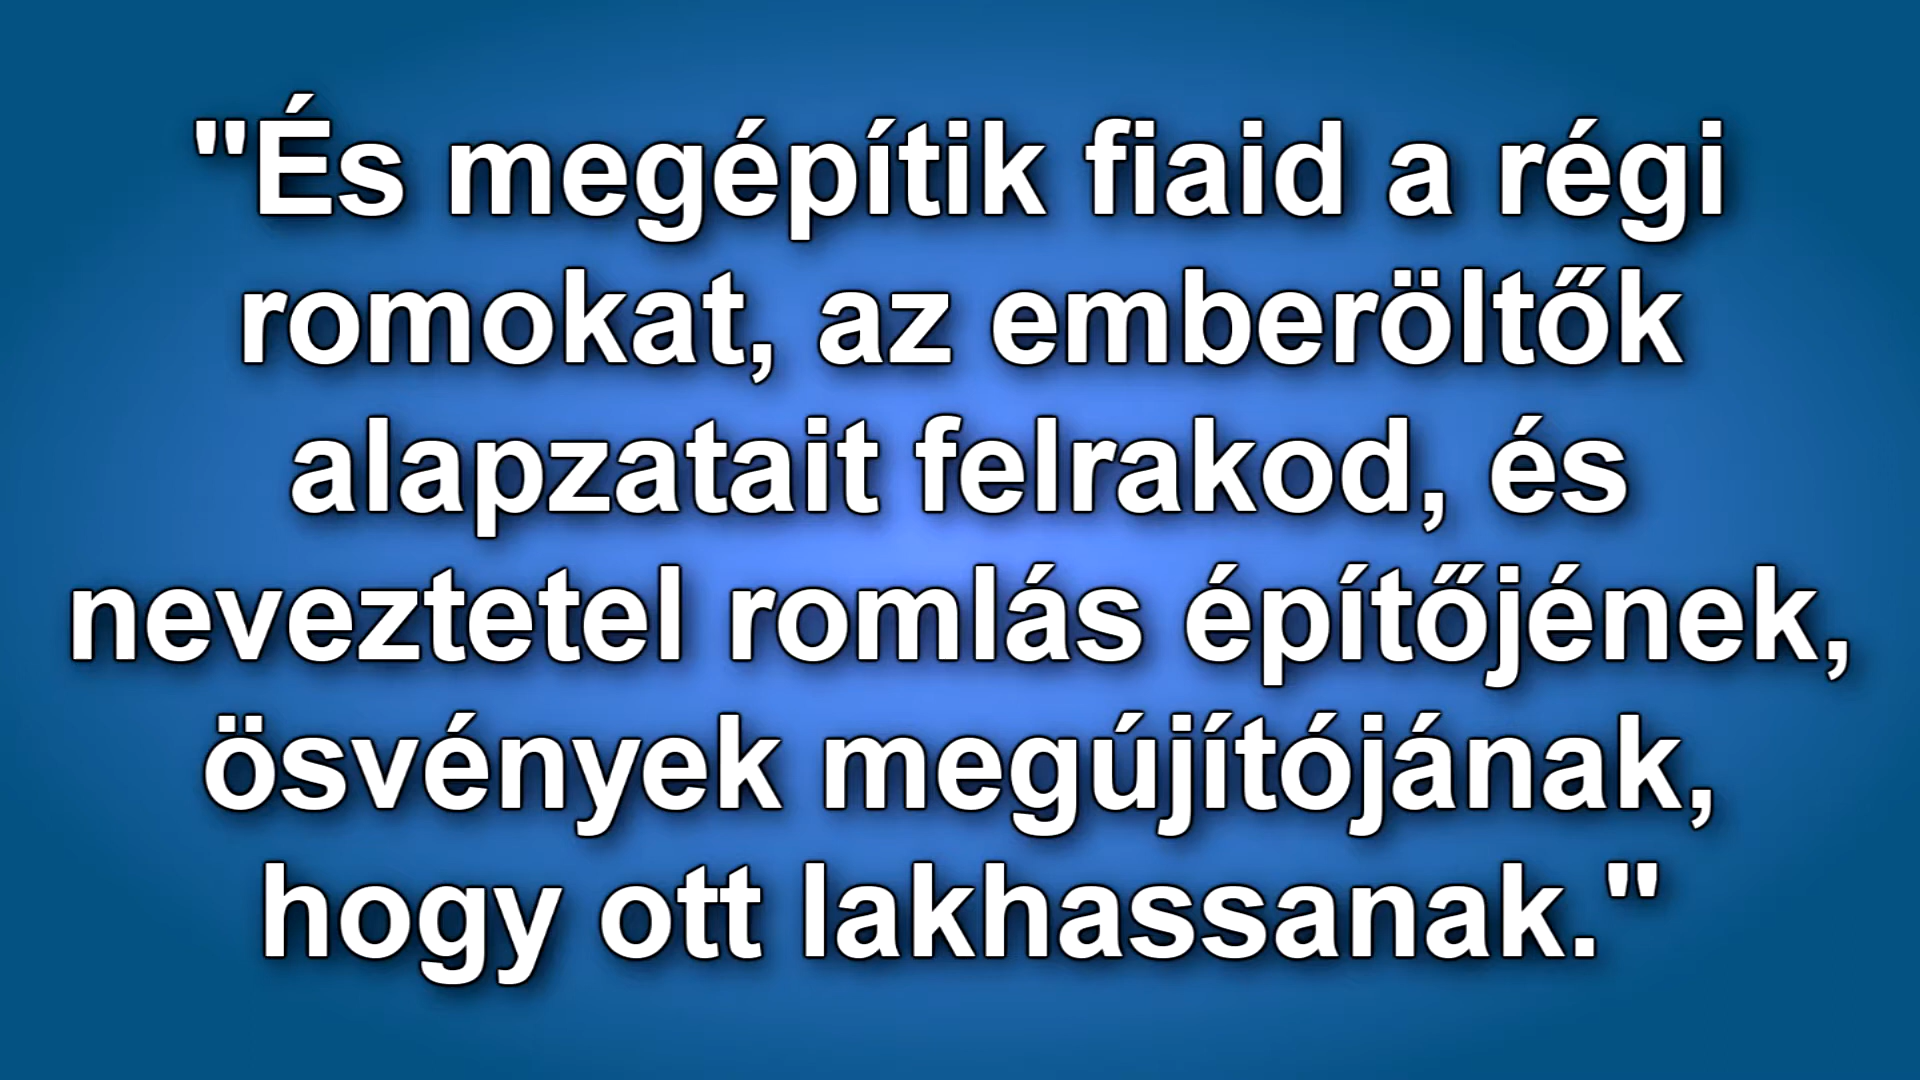 "És megépítik fiaid a régi
romokat, az emberöltők
alapzatait felrakod, és
neveztetel romlás építőjének,
ösvények megújítójának,
hogy ott lakhassanak."